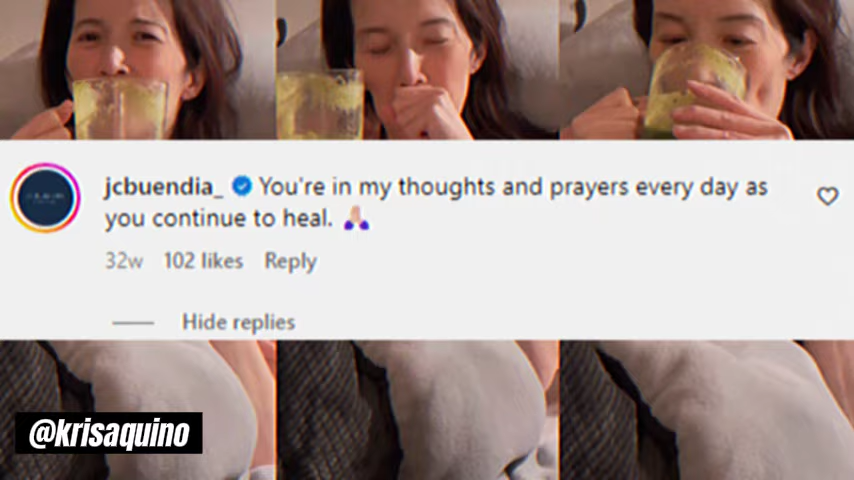 jcbuendia_ You're in my thoughts and prayers every day as
you continue to heal. 🙏
32w 102 likes Reply
Hide replies
@krisaquino